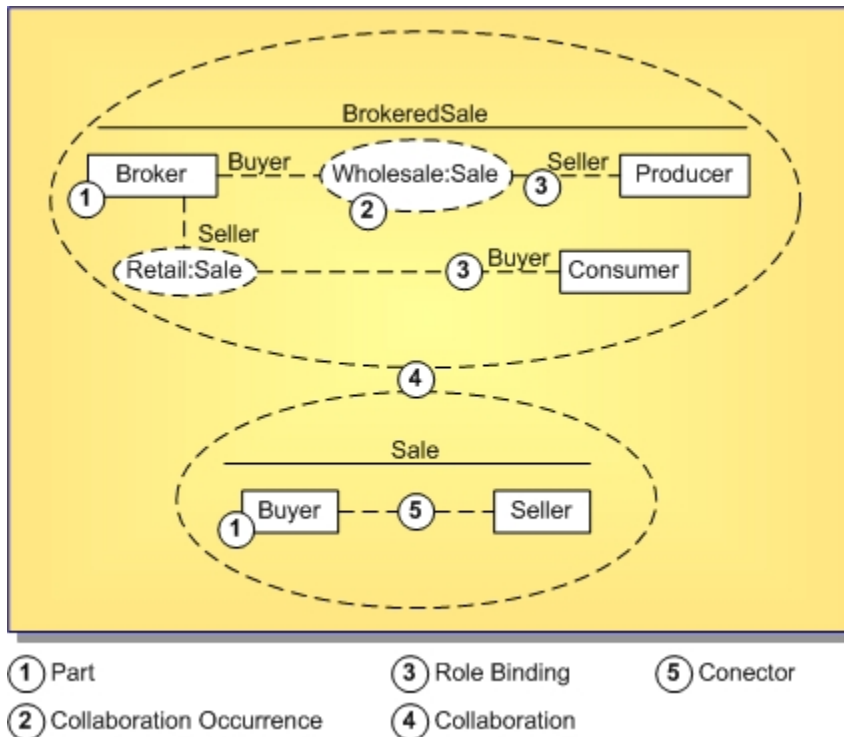 BrokeredSale
Broker Buyer Wholesale:Sale Seller Producer
1 2 3
Seller
Retail:Sale 3 Buyer Consumer
4
Sale
Buyer 5 Seller
1
1 Part 3 Role Binding 5 Conector
2 Collaboration Occurrence 4 Collaboration